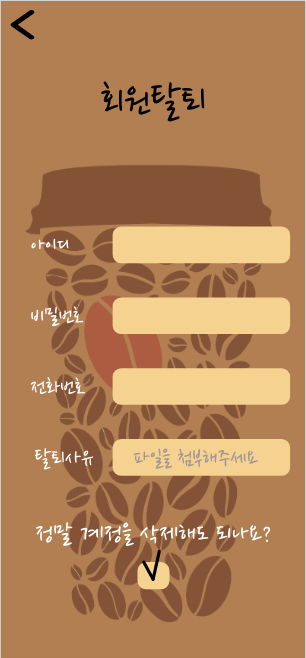 회원탈퇴
아이디
비밀번호
전화번호
탈퇴사유
파일을 첨부해주세요
정말 계정을 삭제해도 되나요?